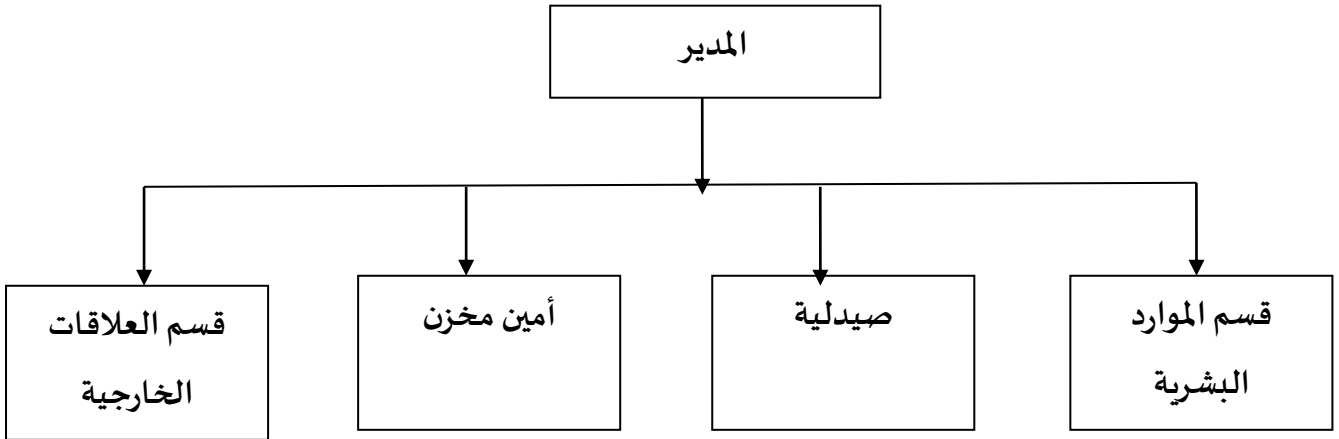 المدير
قسم الموارد
البشرية
صيدلية
أمين مخزن
قسم العلاقات
الخارجية